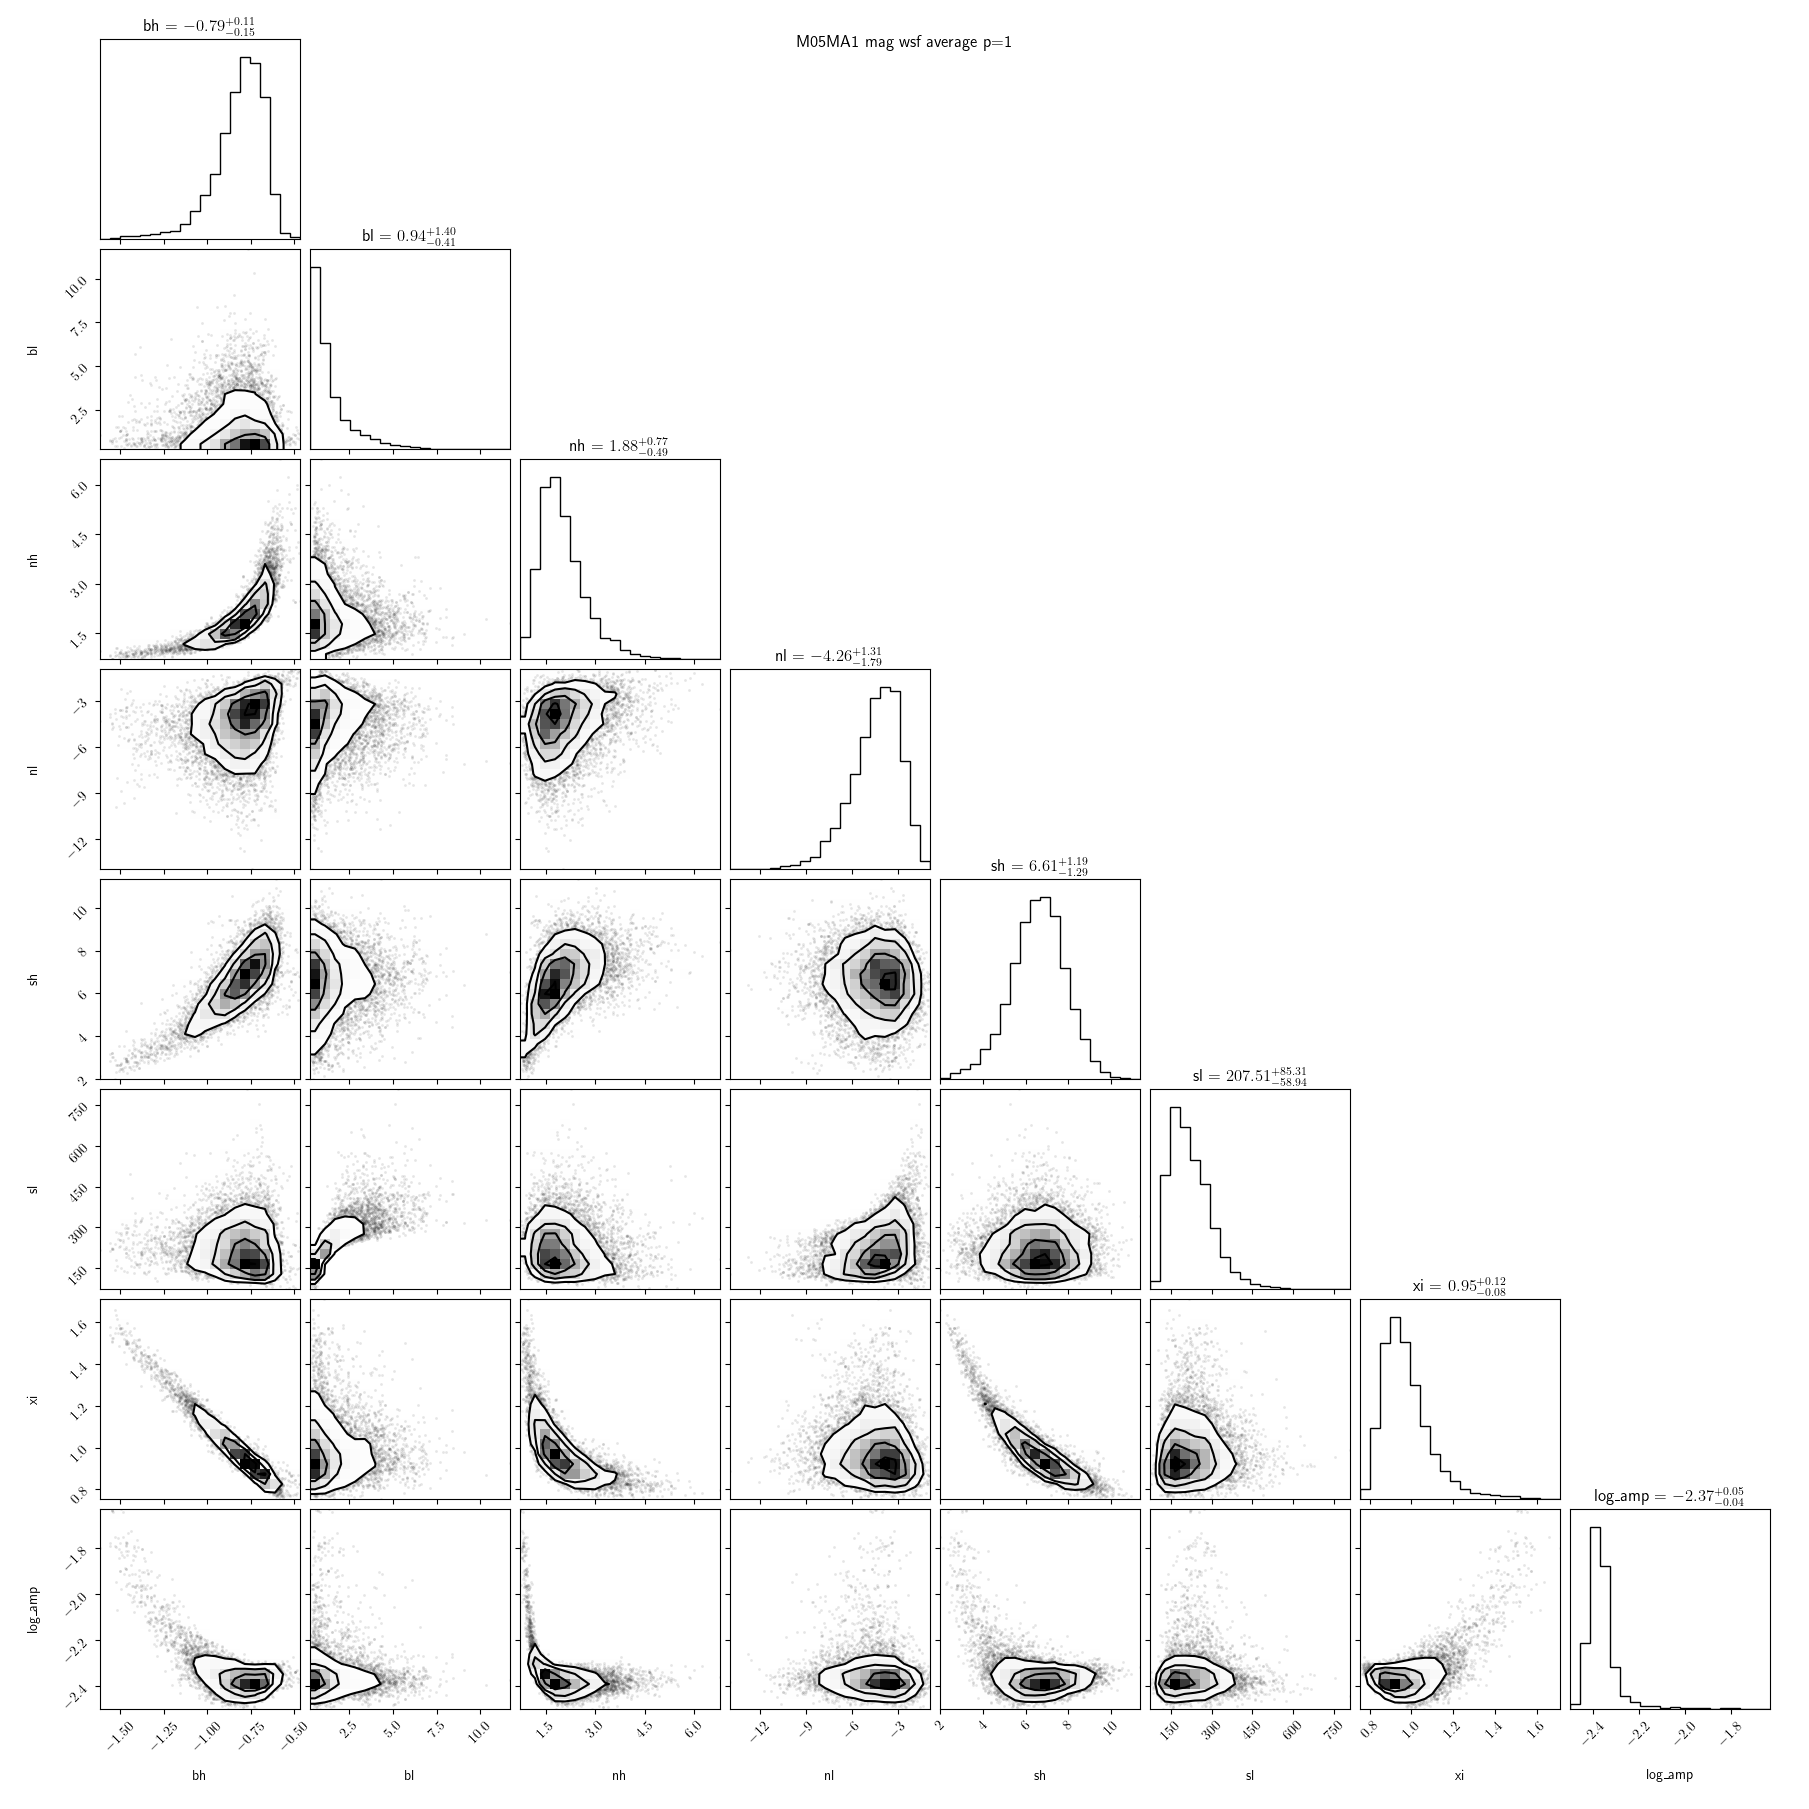 M05MA1 mag wsf average p=1
bh = −0.79 +0.11 −0.15
bl = 0.94 +1.40 −0.41
10.0
7.5
5.0
2.5
bl
nh = 1.88 +0.77 −0.49
6.0
4.5
3.0
1.5
nh
nl = −4.26 +1.31 −1.79
−3
−6
−9
−12
nl
sh = 6.61 +1.19 −1.29
10
8
6
4
2
sh
sl = 207.51 +85.31 −58.94
750
600
450
300
150
sl
xi = 0.95 +0.12 −0.08
1.6
1.4
1.2
1.0
0.8
xi
log_amp = −2.37 +0.05 −0.04
−1.8
−2.0
−2.2
−2.4
log_amp
−1.50 −1.25 −1.00 −0.75 −0.50 2.5 5.0 7.5 10.0 1.5 3.0 4.5 6.0 −12 −9 −6 −3 2 4 6 8 10 150 300 450 600 750 0.8 1.0 1.2 1.4 1.6 −2.4 −2.2 −2.0 −1.8
bh bl nh nl sh sl xi log_amp